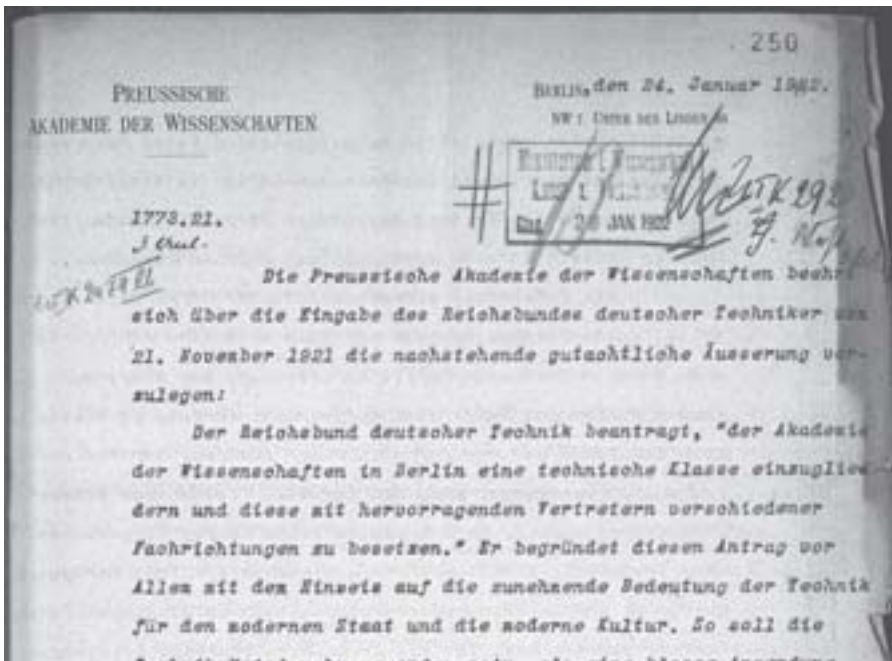 250
PREUSSISCHE
AKADEMIE DER WISSENSCHAFTEN
BERLIN, den 24. Januar 1922.
NW 7 UNTER DEN LINDEN
28 JAN 1922
1773.21.
Die Preussische Akademie der Wissenschaften beehrt
sich über die Eingabe des Reichsbundes deutscher Techniker vom
21. November 1921 die nachstehende gutachtliche Äusserung vor-
zulegen:
Der Reichsbund deutscher Technik beantragt, "der Akademie
der Wissenschaften in Berlin eine technische Klasse einzuglie-
dern und diese mit hervorragenden Vertretern verschiedener
Fachrichtungen zu besetzen." Er begründet diesen Antrag vor
Allem mit dem Hinweis auf die zunehmende Bedeutung der Technik
für den modernen Staat und die moderne Kultur. So soll die